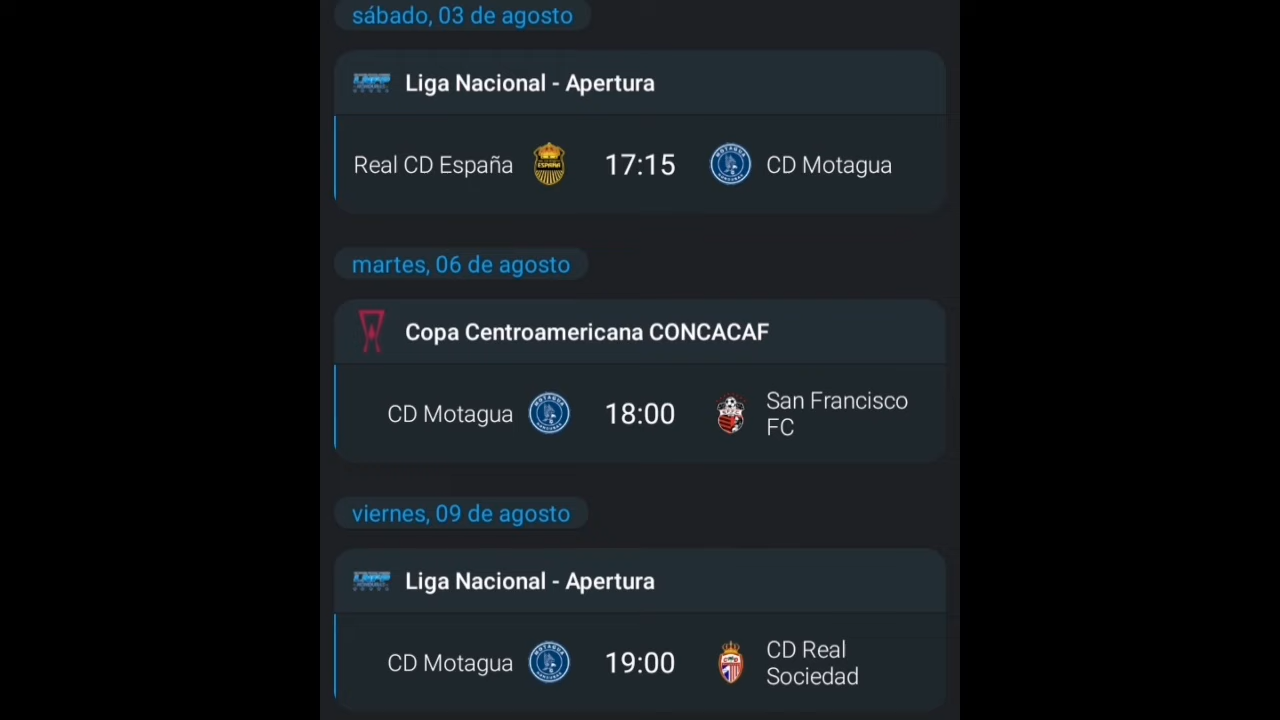 sábado, 03 de agosto
Liga Nacional - Apertura
Real CD España 17:15 CD Motagua
martes, 06 de agosto
Copa Centroamericana CONCACAF
CD Motagua 18:00 San Francisco
FC
viernes, 09 de agosto
Liga Nacional - Apertura
CD Motagua 19:00 CD Real
Sociedad